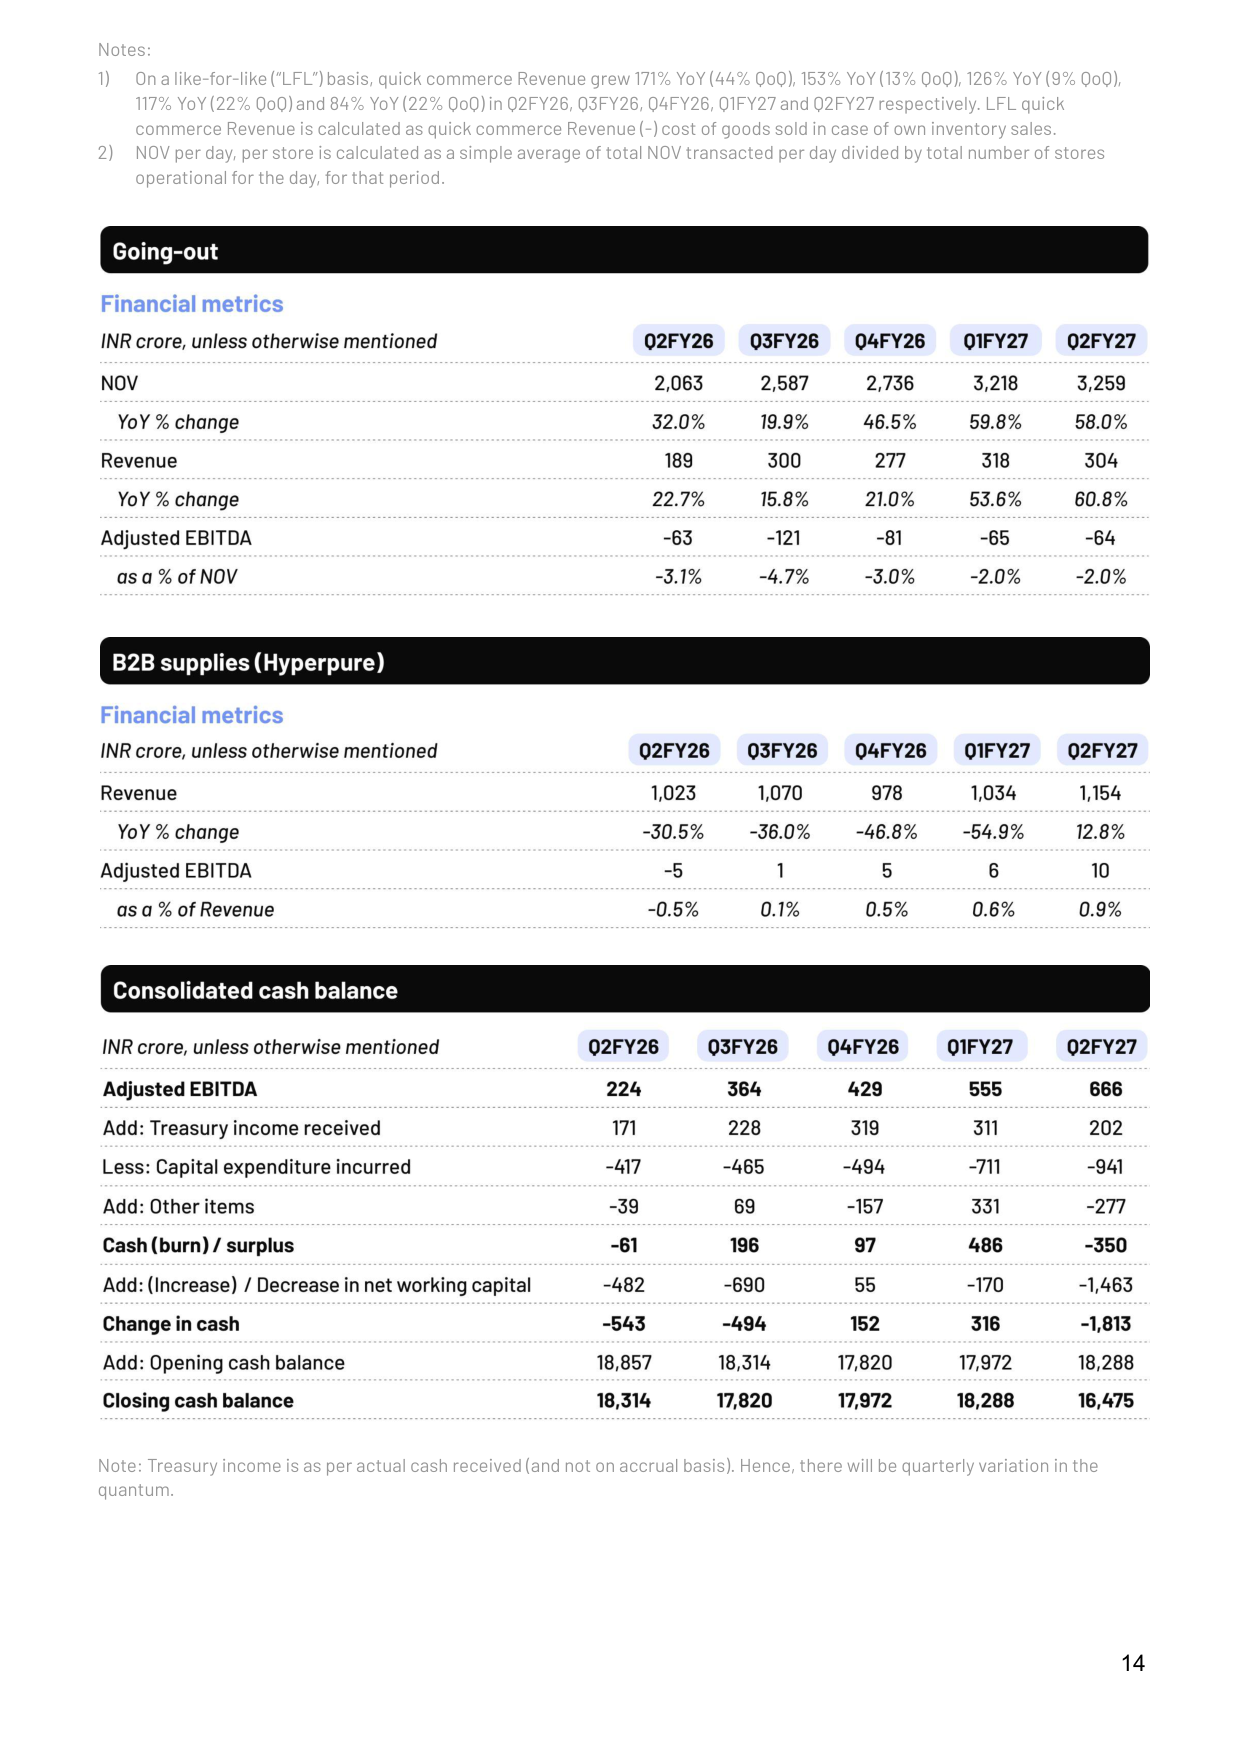 Notes:
1) On a like-for-like (“LFL”) basis, quick commerce Revenue grew 171% YoY (44% QoQ), 153% YoY (13% QoQ), 126% YoY (9% QoQ),
117% YoY (22% QoQ) and 84% YoY (22% QoQ) in Q2FY26, Q3FY26, Q4FY26, Q1FY27 and Q2FY27 respectively. LFL quick
commerce Revenue is calculated as quick commerce Revenue (-) cost of goods sold in case of own inventory sales.
2) NOV per day, per store is calculated as a simple average of total NOV transacted per day divided by total number of stores
operational for the day, for that period.
Going-out
Financial metrics
INR crore, unless otherwise mentioned Q2FY26 Q3FY26 Q4FY26 Q1FY27 Q2FY27
NOV 2,063 2,587 2,736 3,218 3,259
YoY % change 32.0% 19.9% 46.5% 59.8% 58.0%
Revenue 189 300 277 318 304
YoY % change 22.7% 15.8% 21.0% 53.6% 60.8%
Adjusted EBITDA -63 -121 -81 -65 -64
as a % of NOV -3.1% -4.7% -3.0% -2.0% -2.0%
B2B supplies (Hyperpure)
Financial metrics
INR crore, unless otherwise mentioned Q2FY26 Q3FY26 Q4FY26 Q1FY27 Q2FY27
Revenue 1,023 1,070 978 1,034 1,154
YoY % change -30.5% -36.0% -46.8% -54.9% 12.8%
Adjusted EBITDA -5 1 5 6 10
as a % of Revenue -0.5% 0.1% 0.5% 0.6% 0.9%
Consolidated cash balance
INR crore, unless otherwise mentioned Q2FY26 Q3FY26 Q4FY26 Q1FY27 Q2FY27
Adjusted EBITDA 224 364 429 555 666
Add: Treasury income received 171 228 319 311 202
Less: Capital expenditure incurred -417 -465 -494 -711 -941
Add: Other items -39 69 -157 331 -277
Cash (burn) / surplus -61 196 97 486 -350
Add: (Increase) / Decrease in net working capital -482 -690 55 -170 -1,463
Change in cash -543 -494 152 316 -1,813
Add: Opening cash balance 18,857 18,314 17,820 17,972 18,288
Closing cash balance 18,314 17,820 17,972 18,288 16,475
Note: Treasury income is as per actual cash received (and not on accrual basis). Hence, there will be quarterly variation in the
quantum.
14